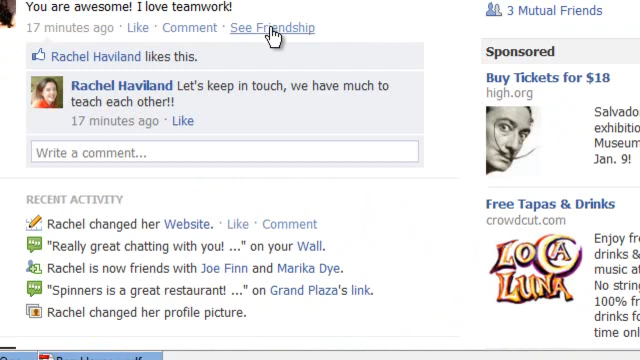 You are awesome! I love teamwork!
17 minutes ago · Like · Comment · See Friendship
Rachel Haviland likes this.
Rachel Haviland Let's keep in touch, we have much to
teach each other!!
17 minutes ago · Like
Write a comment...
RECENT ACTIVITY
Rachel changed her Website. · Like · Comment
"Really great chatting with you! ..." on your Wall.
Rachel is now friends with Joe Finn and Marika Dye.
"Spinners is a great restaurant! ..." on Grand Plaza's link.
Rachel changed her profile picture.
3 Mutual Friends
Sponsored
Buy Tickets for $18
high.org
Salvado
exhibitio
Museum
Jan. 9!
Free Tapas & Drinks
crowdcut.com
LOCA
LUNA
Enjoy fre
drinks &
music at
No string
100% fr
drinks fo